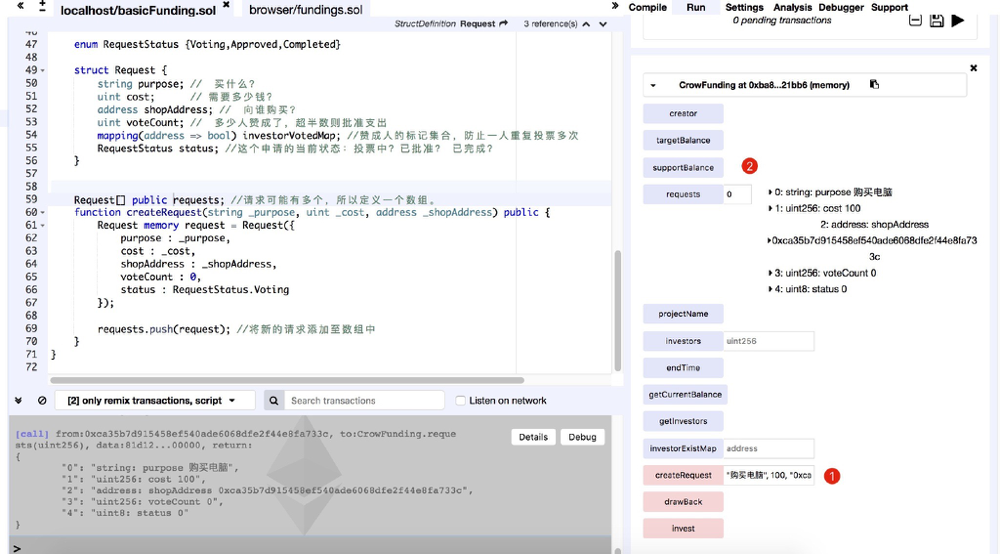 localhost/basicFunding.sol
browser/fundings.sol
Compile Run Settings Analysis Debugger Support
StructDefinition Request 3 reference(s)
0 pending transactions
47 enum RequestStatus {Voting,Approved,Completed}
48
49 struct Request {
50 string purpose; // 买什么?
51 uint cost; // 需要多少钱?
52 address shopAddress; // 向谁购买?
53 uint voteCount; // 多少人赞成了,超半数则批准支出
54 mapping(address => bool) investorVotedMap; //赞成人的标记集合,防止一人重复投票多次
55 RequestStatus status; //这个申请的当前状态:投票中?已批准? 已完成?
56 }
57
58
59 Request[] public requests; //请求可能有多个,所以定义一个数组。
60 function createRequest(string _purpose, uint _cost, address _shopAddress) public {
61 Request memory request = Request({
62 purpose : _purpose,
63 cost : _cost,
64 shopAddress : _shopAddress,
65 voteCount : 0,
66 status : RequestStatus.Voting
67 });
68
69 requests.push(request); //将新的请求添加至数组中
70 }
71 }
72
[2] only remix transactions, script
Search transactions
Listen on network
[call] from:0xca35b7d915458ef540ade6068dfe2f44e8fa733c, to:CrowFunding.reque
sts(uint256), data:81d12...00000, return:
Details Debug
{
"0": "string: purpose 购买电脑",
"1": "uint256: cost 100",
"2": "address: shopAddress 0xca35b7d915458ef540ade6068dfe2f44e8fa733c",
"3": "uint256: voteCount 0",
"4": "uint8: status 0"
}
>
CrowFunding at 0xba8...21bb6 (memory)
creator
targetBalance
supportBalance
2
requests 0
0: string: purpose 购买电脑
1: uint256: cost 100
2: address: shopAddress
0xca35b7d915458ef540ade6068dfe2f44e8fa73
3c
3: uint256: voteCount 0
4: uint8: status 0
projectName
investors uint256
endTime
getCurrentBalance
getInvestors
investorExistMap address
createRequest "购买电脑", 100, "0xca
1
drawBack
invest